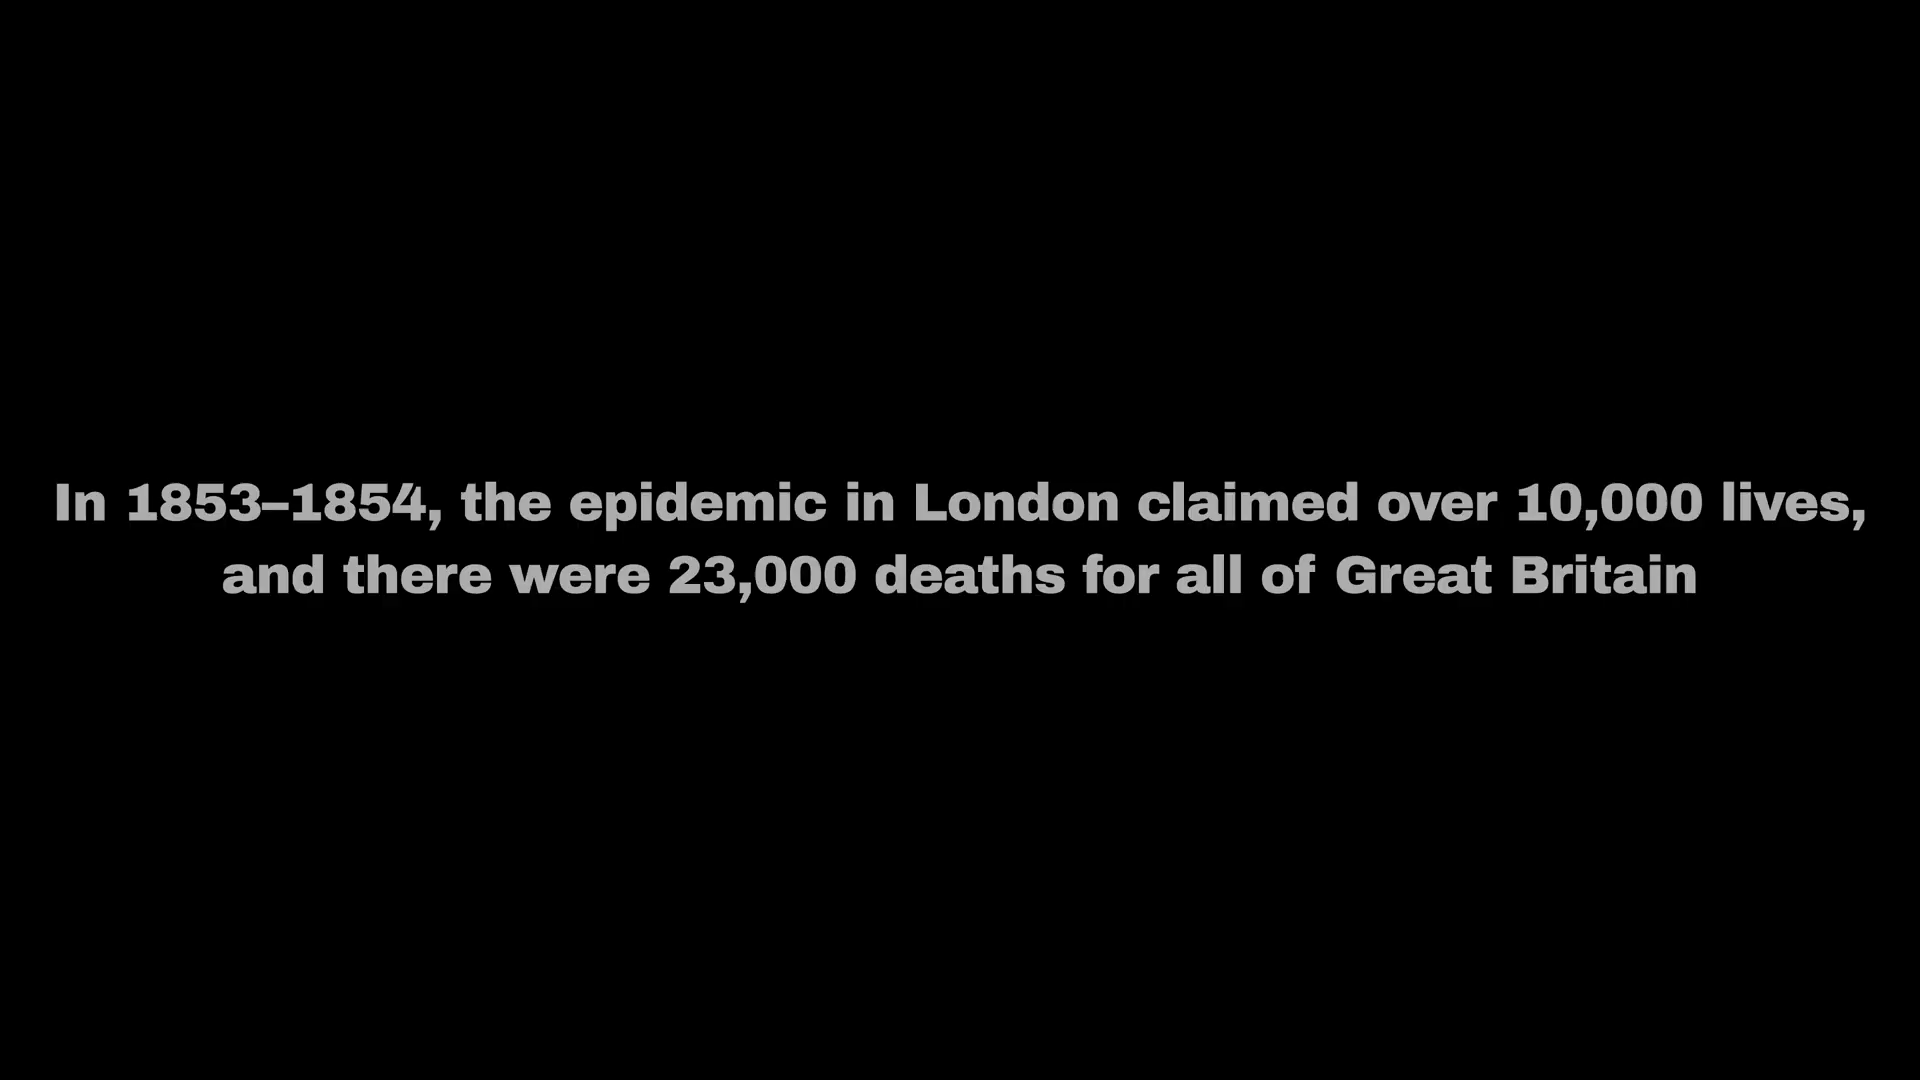 In 1853–1854, the epidemic in London claimed over 10,000 lives,
and there were 23,000 deaths for all of Great Britain